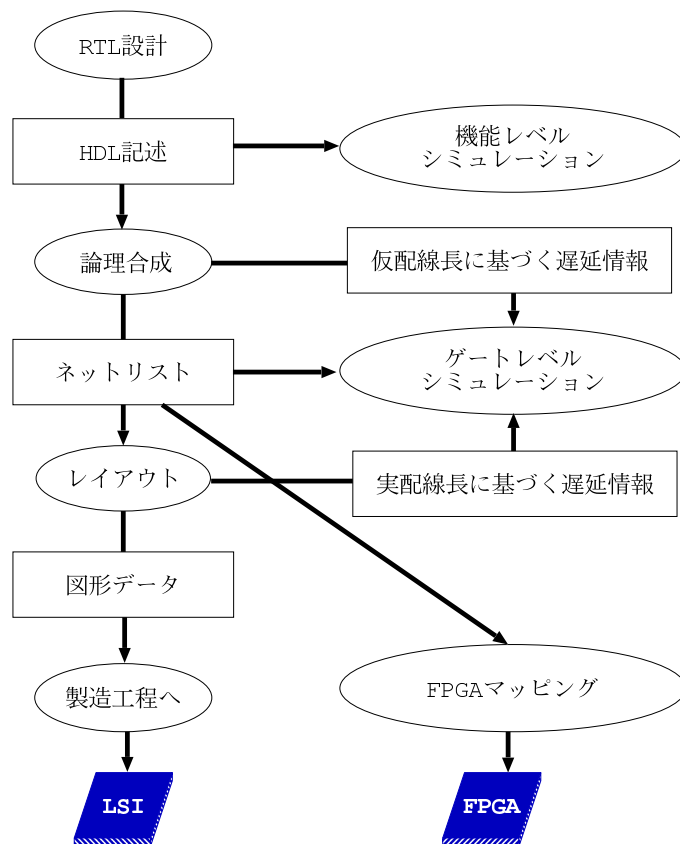 RTL設計
HDL記述
機能レベル
シミュレーション
論理合成
仮配線長に基づく遅延情報
ネットリスト
ゲートレベル
シミュレーション
レイアウト
実配線長に基づく遅延情報
図形データ
製造工程へ
FPGAマッピング
LSI
FPGA